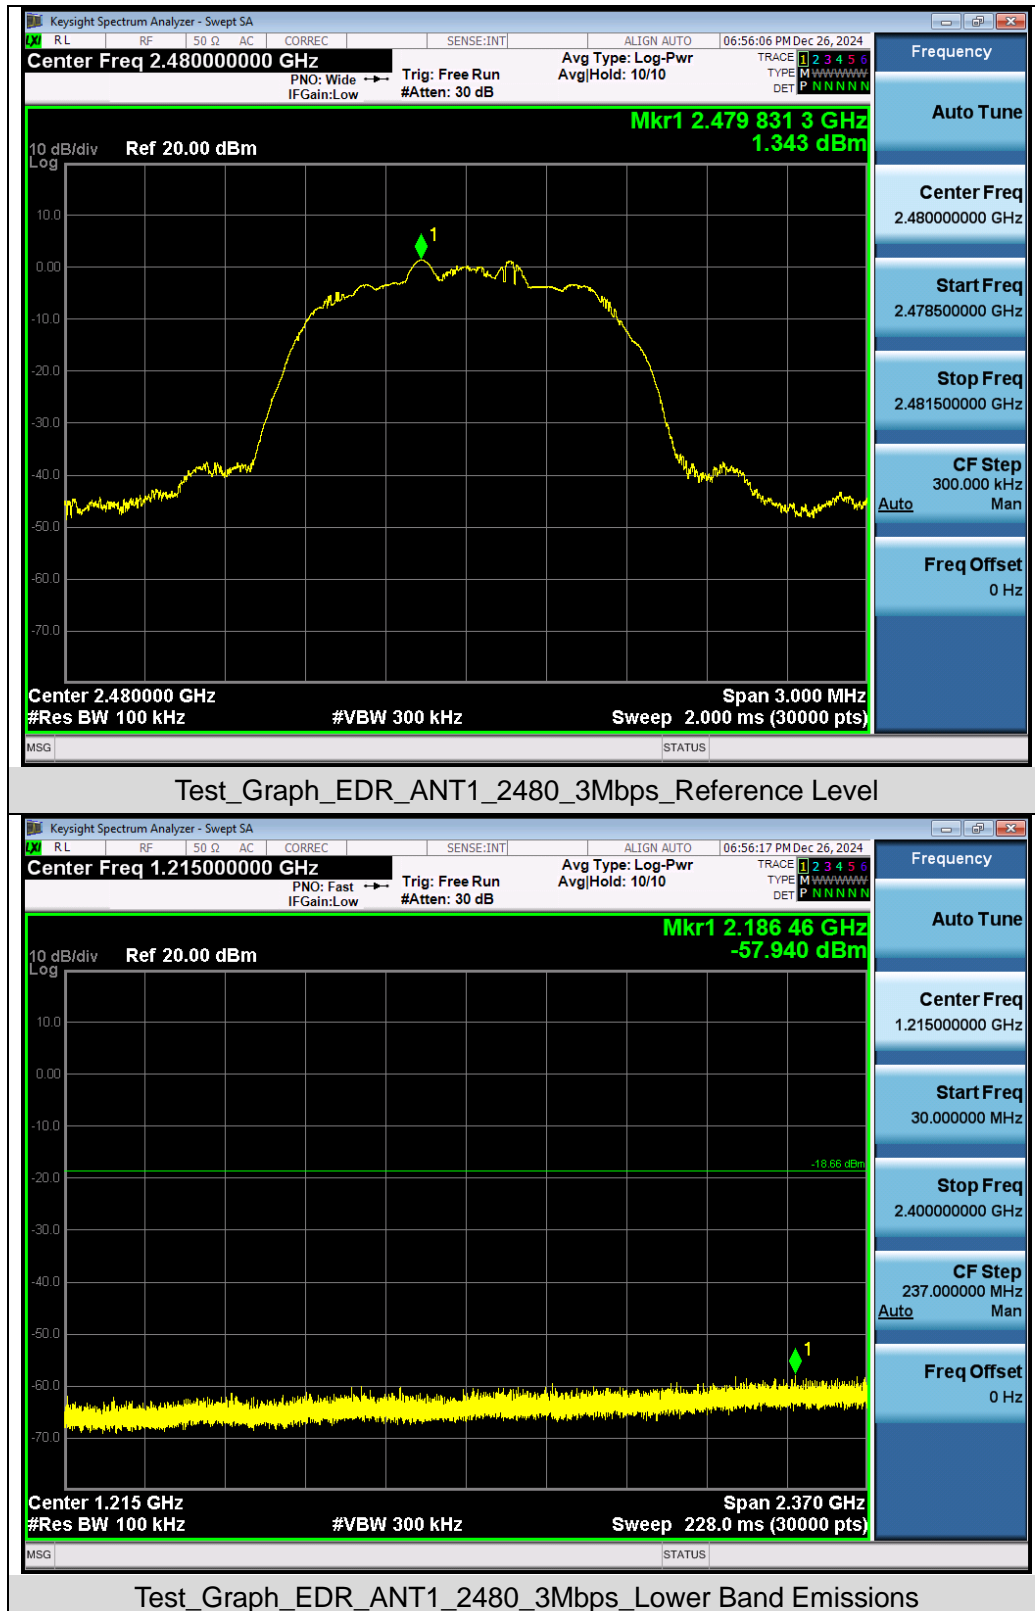 Keysight Spectrum Analyzer - Swept SA
LXI RL RF 50 Ω AC CORREC SENSE:INT ALIGN AUTO 06:56:06 PM Dec 26, 2024
Center Freq 2.480000000 GHz
PNO: Wide
IFGain:Low
Trig: Free Run
#Atten: 30 dB
Avg Type: Log-Pwr
Avg|Hold: 10/10
TRACE 1 2 3 4 5 6
TYPE M WWWWW
DET P N N N N N
Mkr1 2.479 831 3 GHz
1.343 dBm
10 dB/div Ref 20.00 dBm
Log
10.0
0.00
-10.0
-20.0
-30.0
-40.0
-50.0
-60.0
-70.0
1
Center 2.480000 GHz Span 3.000 MHz
#Res BW 100 kHz #VBW 300 kHz Sweep 2.000 ms (30000 pts)
MSG STATUS
Frequency
Auto Tune
Center Freq
2.480000000 GHz
Start Freq
2.478500000 GHz
Stop Freq
2.481500000 GHz
CF Step
300.000 kHz
Auto Man
Freq Offset
0 Hz
Test_Graph_EDR_ANT1_2480_3Mbps_Reference Level
Keysight Spectrum Analyzer - Swept SA
LXI RL RF 50 Ω AC CORREC SENSE:INT ALIGN AUTO 06:56:17 PM Dec 26, 2024
Center Freq 1.215000000 GHz
PNO: Fast
IFGain:Low
Trig: Free Run
#Atten: 30 dB
Avg Type: Log-Pwr
Avg|Hold: 10/10
TRACE 1 2 3 4 5 6
TYPE M WWWWW
DET P N N N N N
Mkr1 2.186 46 GHz
-57.940 dBm
10 dB/div Ref 20.00 dBm
Log
10.0
0.00
-10.0
-20.0
-30.0
-40.0
-50.0
-60.0
-70.0
-18.66 dBm
1
Center 1.215 GHz Span 2.370 GHz
#Res BW 100 kHz #VBW 300 kHz Sweep 228.0 ms (30000 pts)
MSG STATUS
Frequency
Auto Tune
Center Freq
1.215000000 GHz
Start Freq
30.000000 MHz
Stop Freq
2.400000000 GHz
CF Step
237.000000 MHz
Auto Man
Freq Offset
0 Hz
Test_Graph_EDR_ANT1_2480_3Mbps_Lower Band Emissions